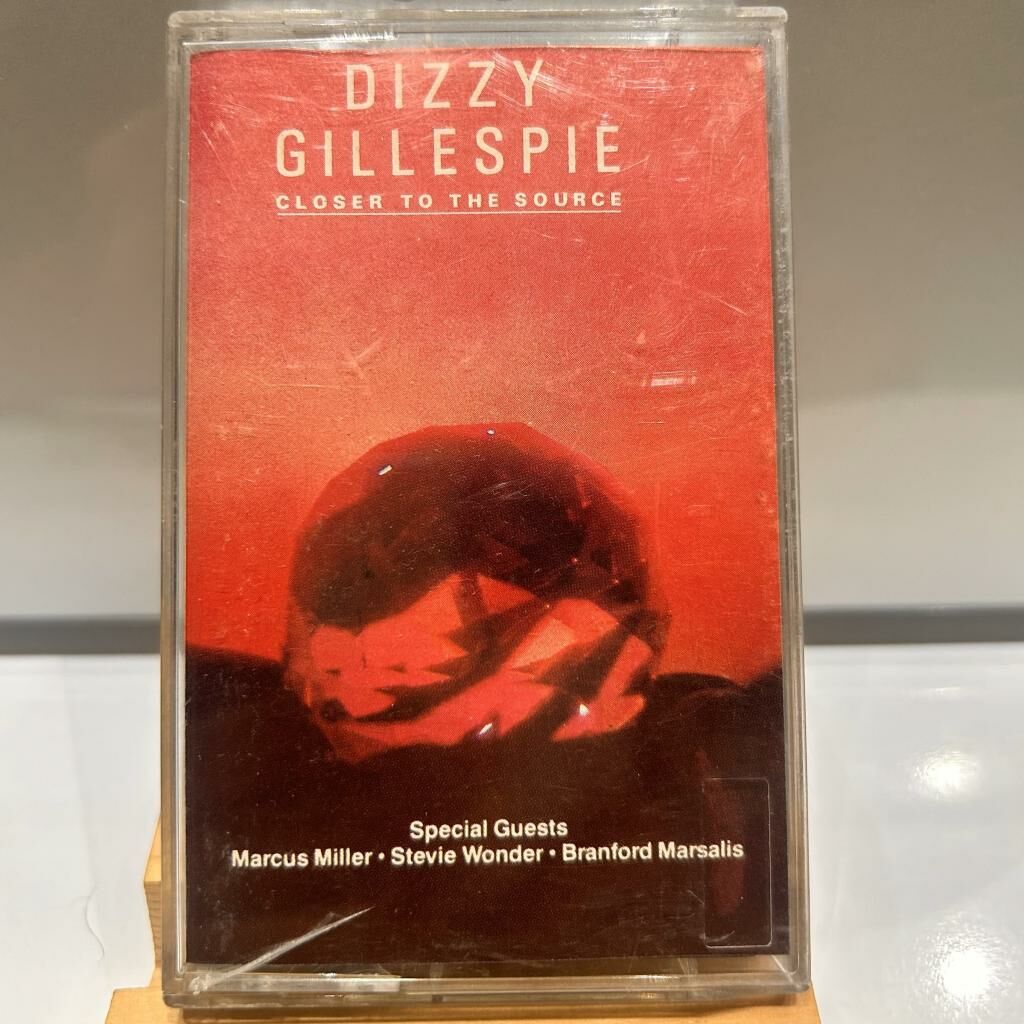 DIZZY
GILLESPIE
CLOSER TO THE SOURCE
Special Guests
Marcus Miller • Stevie Wonder • Branford Marsalis